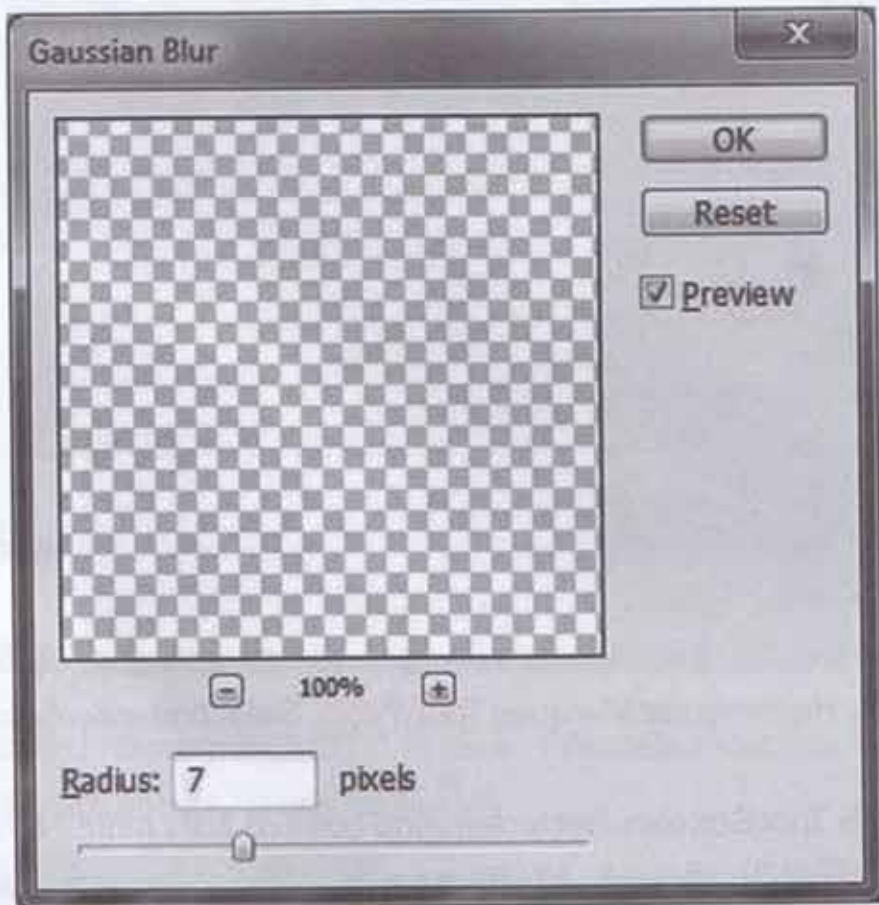 Gaussian Blur
x
OK
Reset
Preview
- 100% +
Radius: 7 pixels